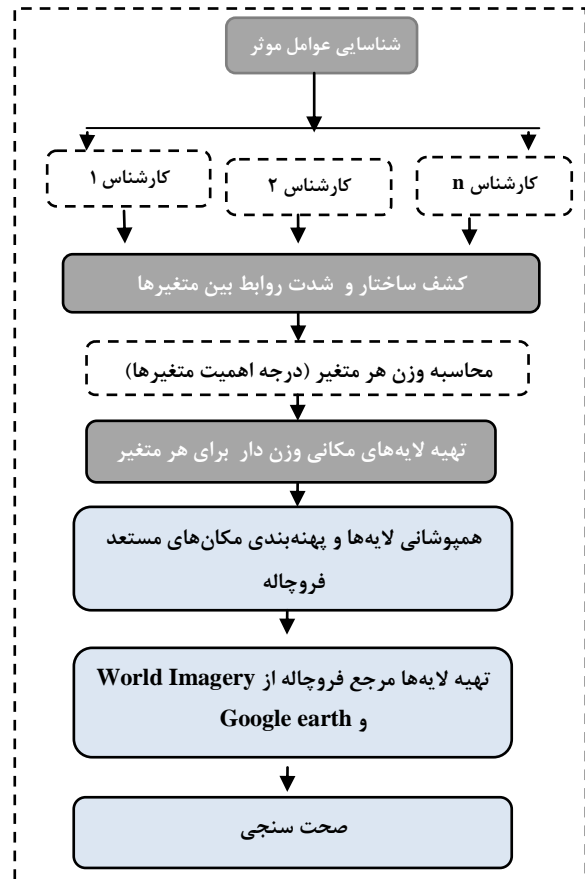 شناسایی عوامل موثر
کارشناس ۱
کارشناس ۲
کارشناس n
کشف ساختار و شدت روابط بین متغیرها
محاسبه وزن هر متغیر (درجه اهمیت متغیرها)
تهیه لایه‌های مکانی وزن دار برای هر متغیر
همپوشانی لایه‌ها و پهنه‌بندی مکان‌های مستعد
فروچاله
تهیه لایه‌ها مرجع فروچاله از World Imagery
و Google earth
صحت سنجی